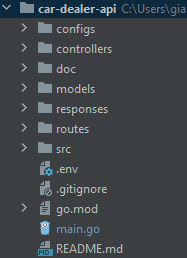 car-dealer-api C:\Users\gia
configs
controllers
doc
models
responses
routes
src
.env
.gitignore
go.mod
main.go
README.md